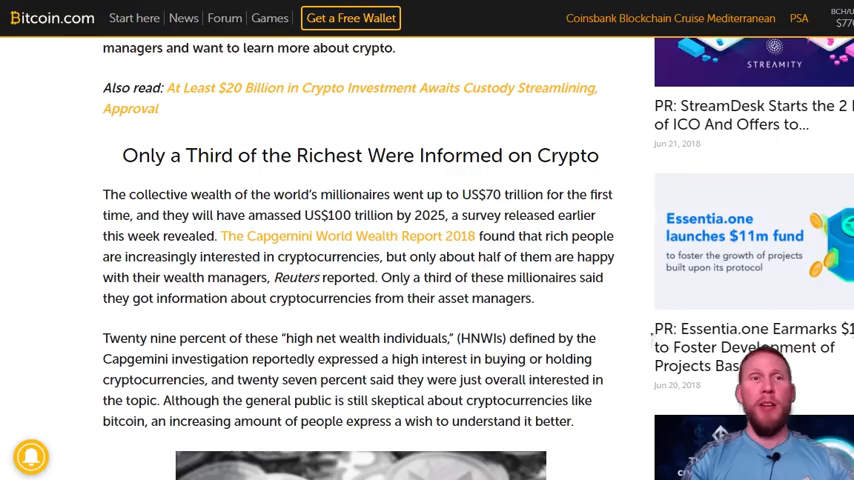 Bitcoin.com
Start here
News
Forum
Games
Get a Free Wallet
Coinsbank Blockchain Cruise Mediterranean
PSA
BCH/U
managers and want to learn more about crypto.
Also read: At Least $20 Billion in Crypto Investment Awaits Custody Streamlining,
Approval
Only a Third of the Richest Were Informed on Crypto
The collective wealth of the world's millionaires went up to US$70 trillion for the first
time, and they will have amassed US$100 trillion by 2025, a survey released earlier
this week revealed. The Capgemini World Wealth Report 2018 found that rich people
are increasingly interested in cryptocurrencies, but only about half of them are happy
with their wealth managers, Reuters reported. Only a third of these millionaires said
they got information about cryptocurrencies from their asset managers.
Twenty nine percent of these “high net wealth individuals,” (HNWIs) defined by the
Capgemini investigation reportedly expressed a high interest in buying or holding
cryptocurrencies, and twenty seven percent said they were just overall interested in
the topic. Although the general public is still skeptical about cryptocurrencies like
bitcoin, an increasing amount of people express a wish to understand it better.
STREAMITY
PR: StreamDesk Starts the 2
of ICO And Offers to...
Jun 21, 2018
Essentia.one
launches $11m fund
to foster the growth of projects
built upon its protocol
PR: Essentia.one Earmarks $1
to Foster Development of
Projects Bas
Jun 20, 2018